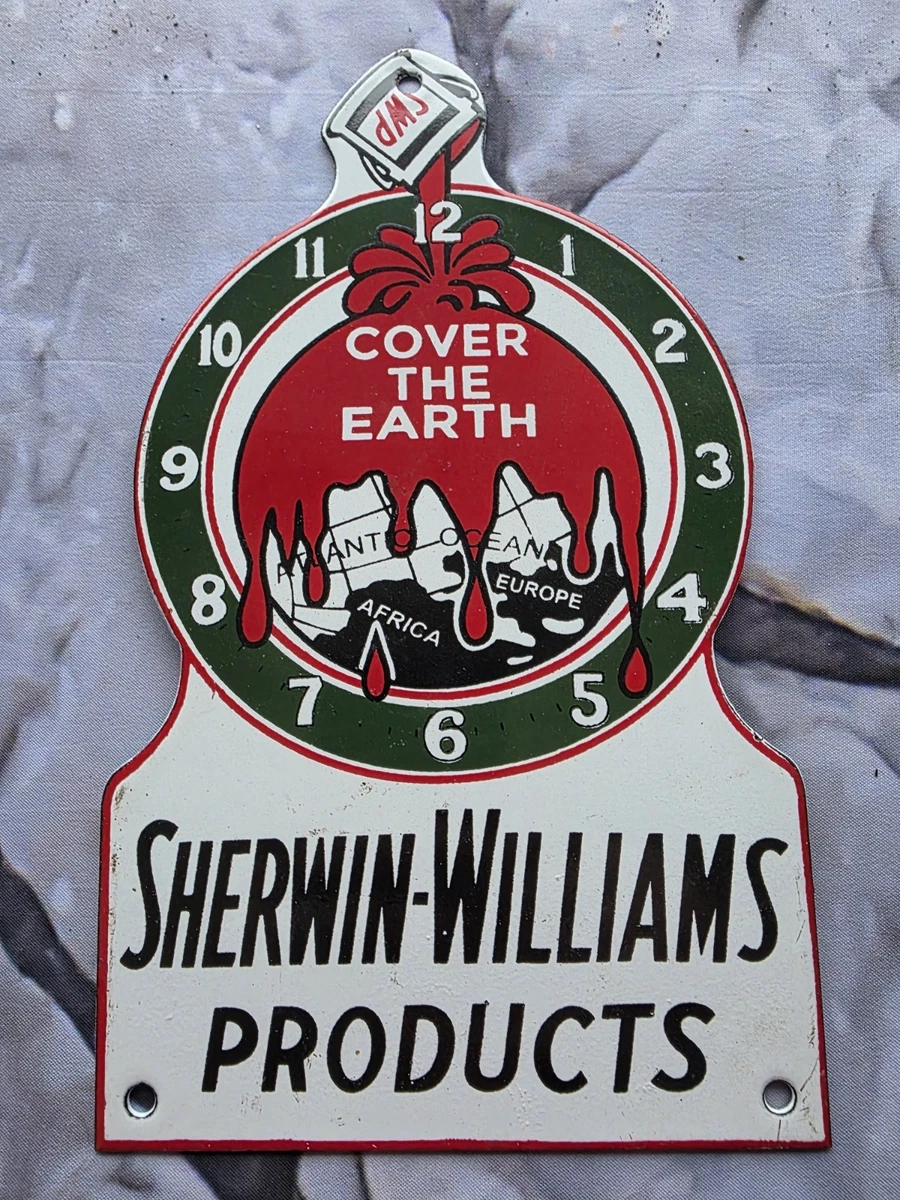 SWP
12
11
1
10
2
COVER
THE
EARTH
9
3
ATLANTIC OCEAN
8
EUROPE
4
AFRICA
7
5
6
SHERWIN-WILLIAMS
PRODUCTS